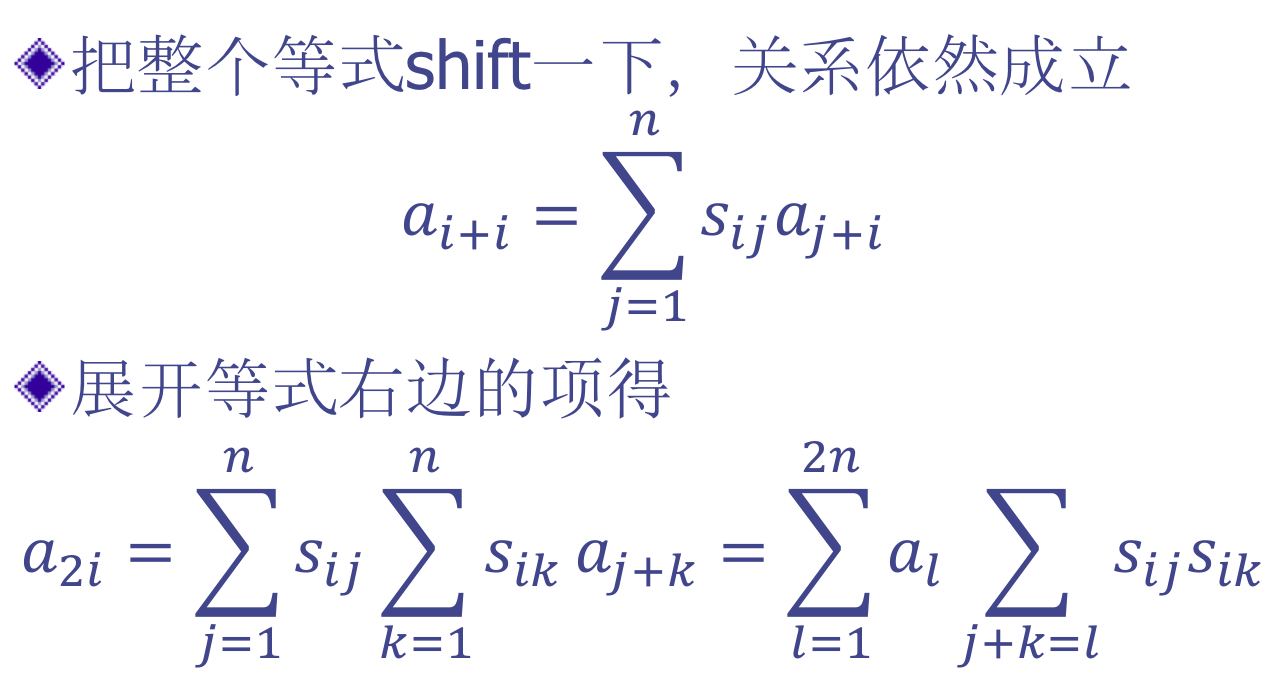 把整个等式shift一下，关系依然成立
$a_{i+i} = \sum_{j=1}^{n} s_{ij} a_{j+i}$
展开等式右边的项得
$a_{2i} = \sum_{j=1}^{n} s_{ij} \sum_{k=1}^{n} s_{ik} a_{j+k} = \sum_{l=1}^{2n} a_l \sum_{j+k=l} s_{ij} s_{ik}$